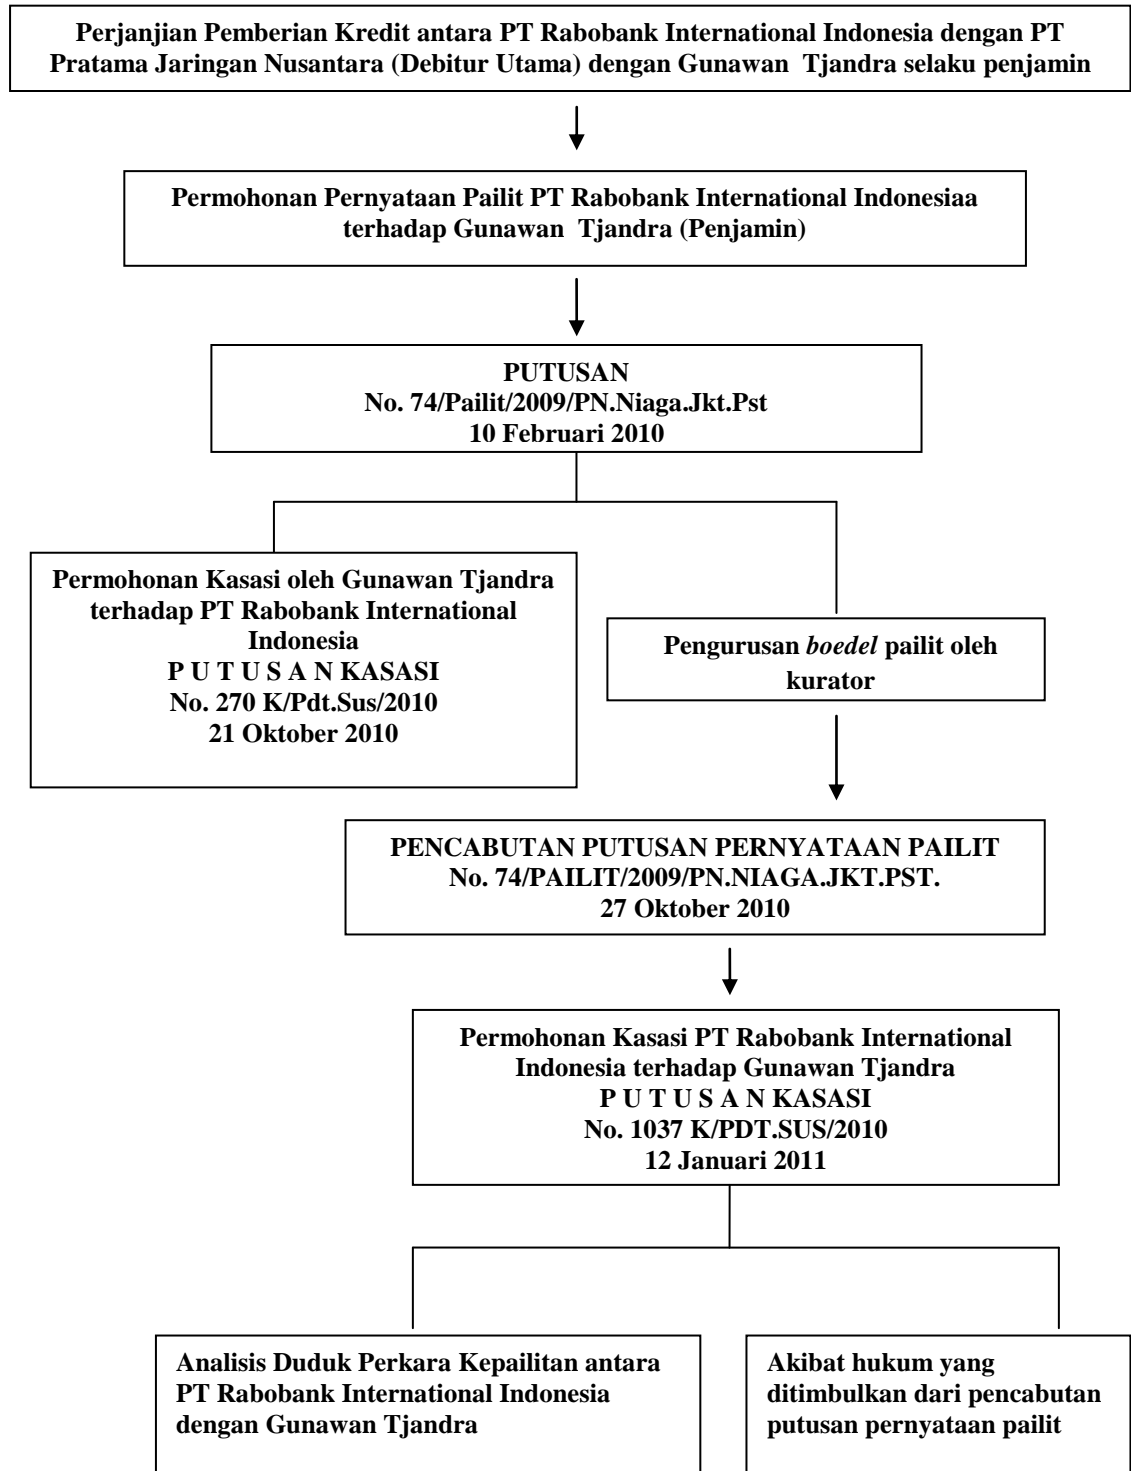 Perjanjian Pemberian Kredit antara PT Rabobank International Indonesia dengan PT
Pratama Jaringan Nusantara (Debitur Utama) dengan Gunawan  Tjandra selaku penjamin
Permohonan Pernyataan Pailit PT Rabobank International Indonesiaa
terhadap Gunawan  Tjandra (Penjamin)
PUTUSAN
No. 74/Pailit/2009/PN.Niaga.Jkt.Pst
10 Februari 2010
Permohonan Kasasi oleh Gunawan Tjandra
terhadap PT Rabobank International
Indonesia
P U T U S A N KASASI
No. 270 K/Pdt.Sus/2010
21 Oktober 2010
Pengurusan boedel pailit oleh
kurator
PENCABUTAN PUTUSAN PERNYATAAN PAILIT
No. 74/PAILIT/2009/PN.NIAGA.JKT.PST.
27 Oktober 2010
Permohonan Kasasi PT Rabobank International
Indonesia terhadap Gunawan Tjandra
P U T U S A N KASASI
No. 1037 K/PDT.SUS/2010
12 Januari 2011
Analisis Duduk Perkara Kepailitan antara
PT Rabobank International Indonesia
dengan Gunawan Tjandra
Akibat hukum yang
ditimbulkan dari pencabutan
putusan pernyataan pailit